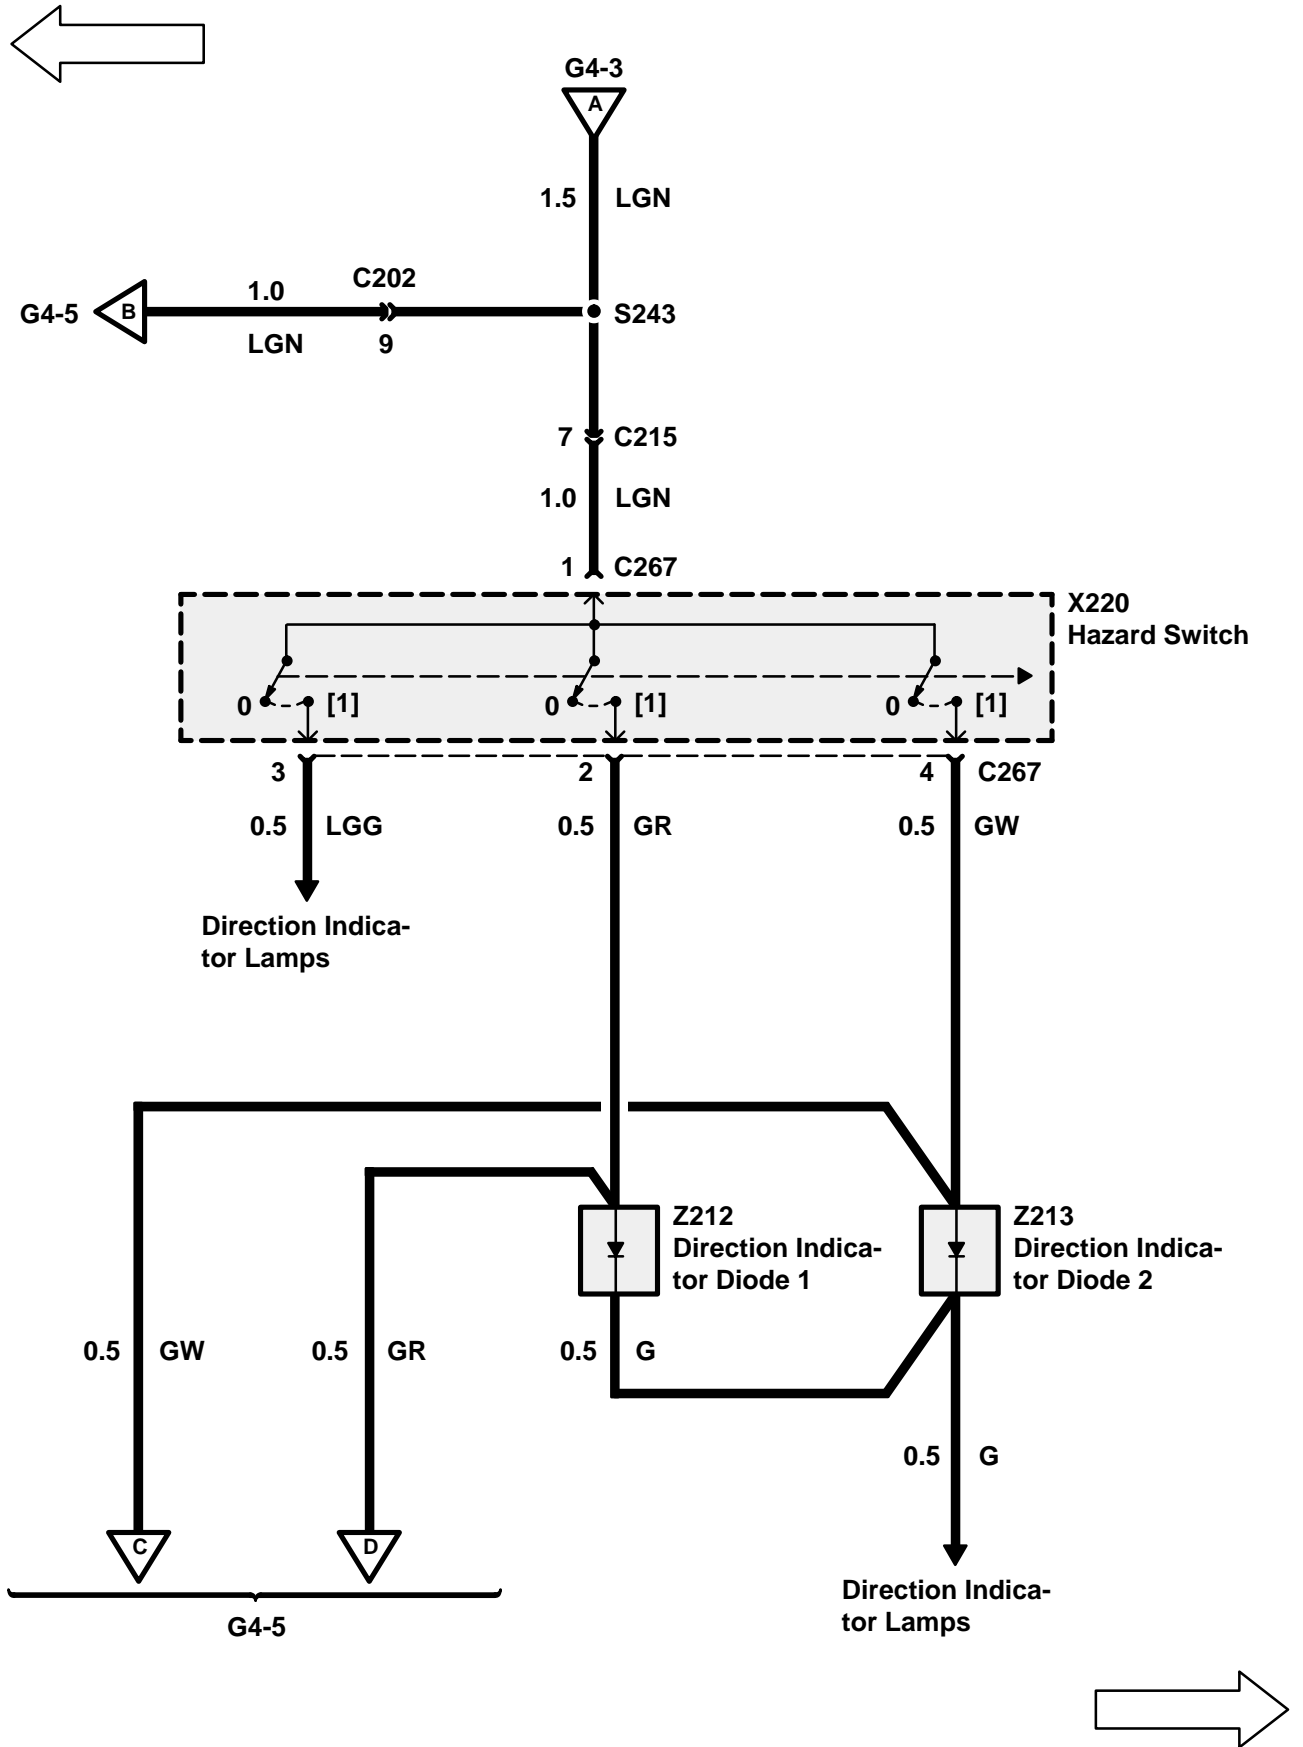 G4-3
A
1.5 LGN
C202
1.0
G4-5 B
S243
LGN 9
7 C215
1.0 LGN
1 C267
X220
Hazard Switch
0 [1] 0 [1] 0 [1]
3 2 4 C267
0.5 LGG 0.5 GR 0.5 GW
Direction Indica-
tor Lamps
Z212
Direction Indica-
tor Diode 1
Z213
Direction Indica-
tor Diode 2
0.5 GW 0.5 GR 0.5 G
0.5 G
C D
G4-5
Direction Indica-
tor Lamps